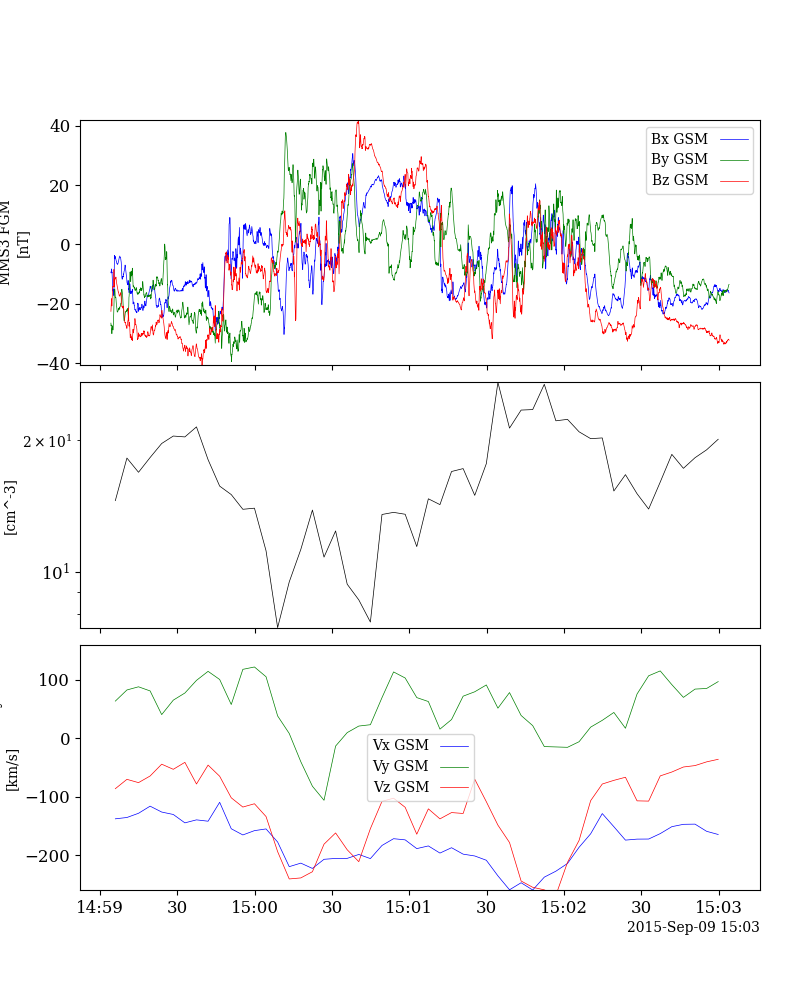 40
20
0
−20
−40
MMS3 FGM
[nT]
Bx GSM
By GSM
Bz GSM
2 × 10¹
10¹
[cm^-3]
100
0
−100
−200
[km/s]
Vx GSM
Vy GSM
Vz GSM
14:59 30 15:00 30 15:01 30 15:02 30 15:03
2015-Sep-09 15:03